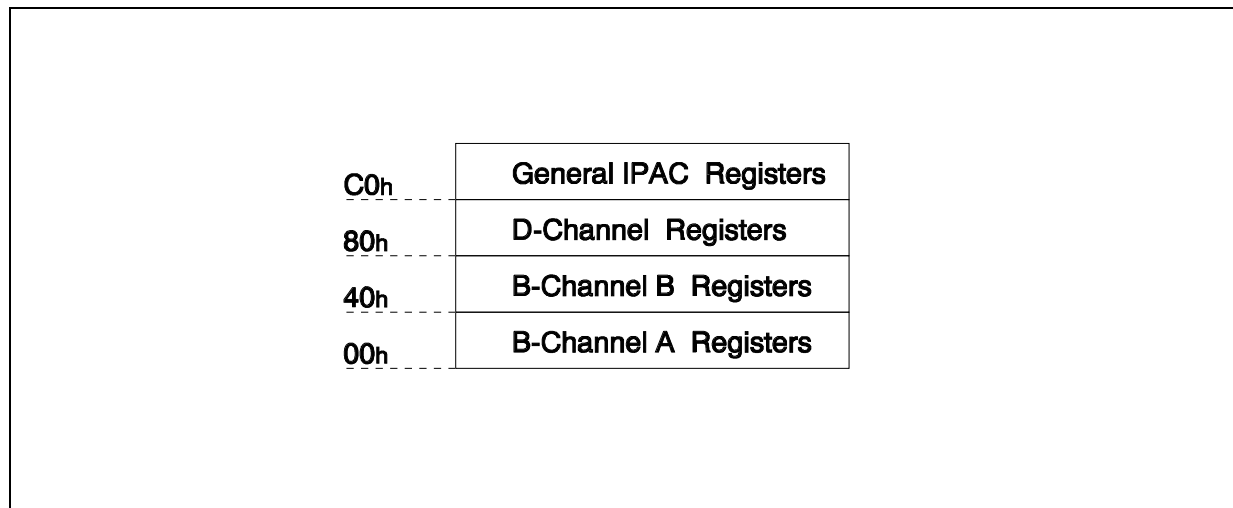 General IPAC Registers
C0h
D-Channel Registers
80h
B-Channel B Registers
40h
B-Channel A Registers
00h